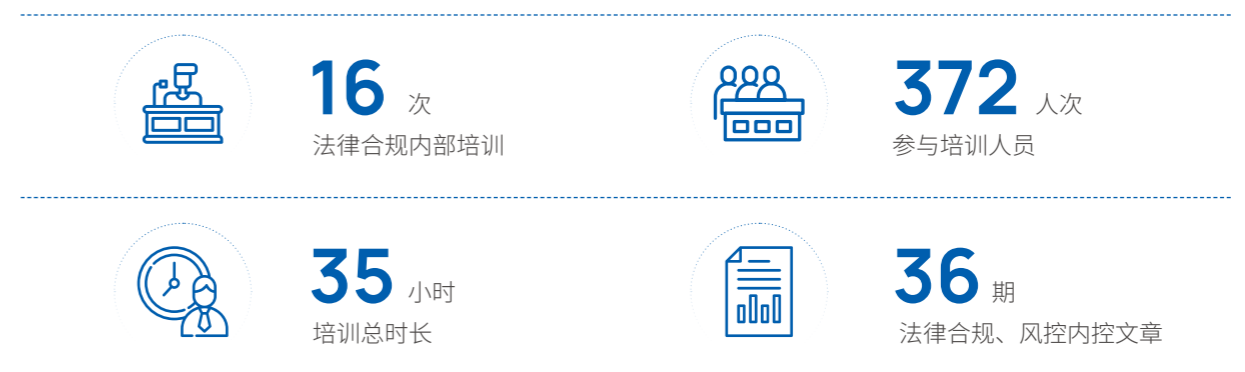 16 次
法律合规内部培训
372 人次
参与培训人员
35 小时
培训总时长
36 期
法律合规、风控内控文章